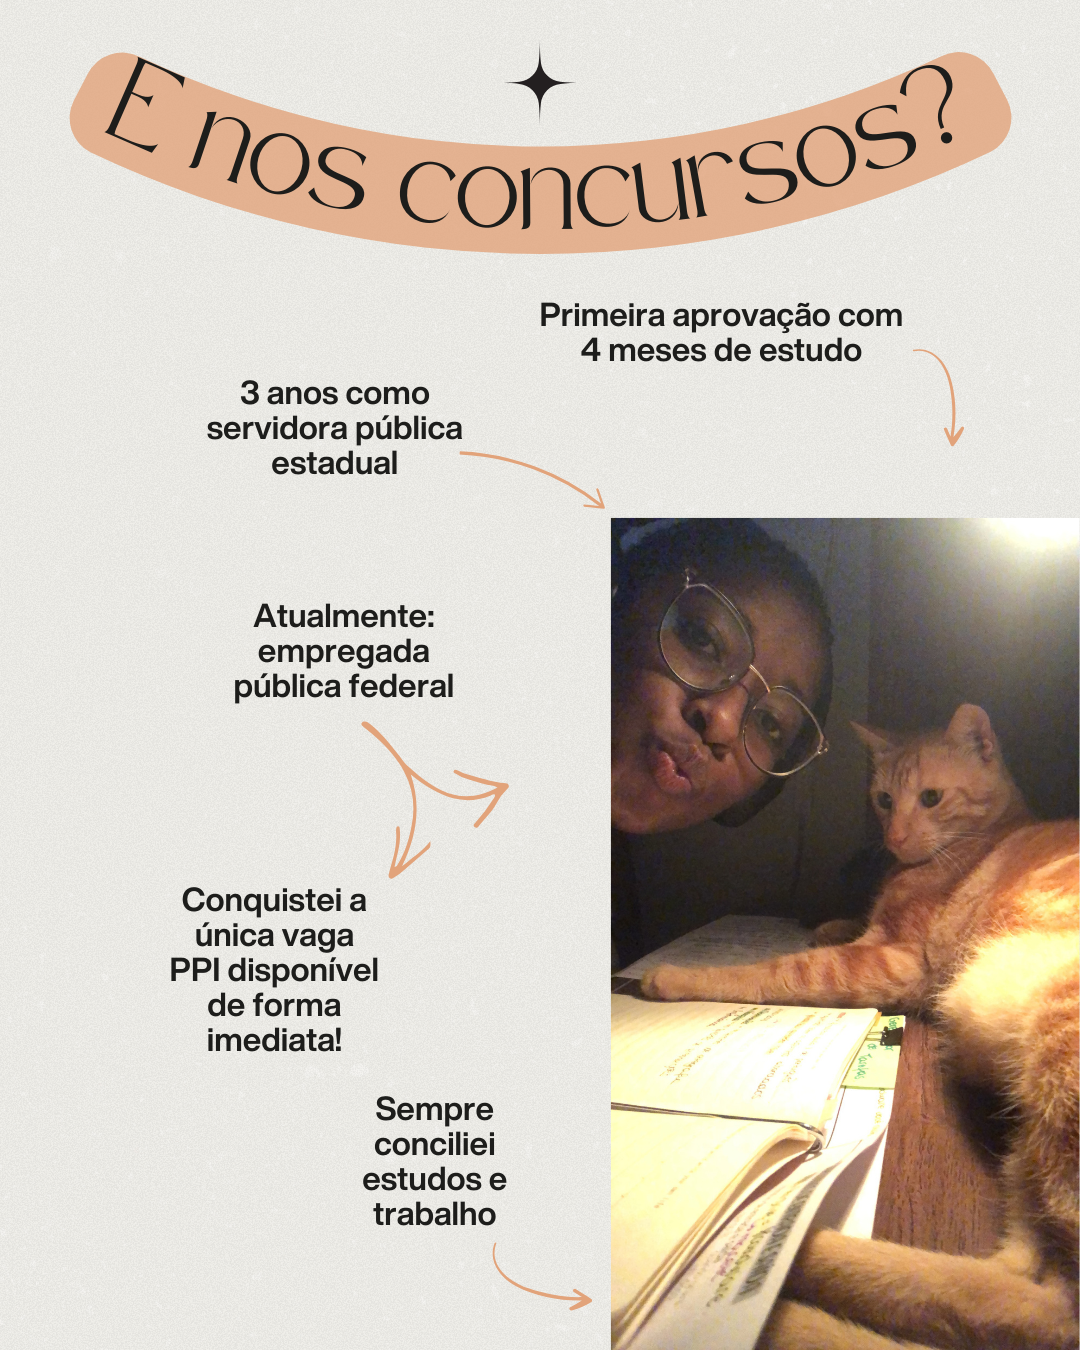 E nos concursos?
Primeira aprovação com
4 meses de estudo
3 anos como
servidora pública
estadual
Atualmente:
empregada
pública federal
Conquistei a
única vaga
PPI disponível
de forma
imediata!
Sempre
conciliei
estudos e
trabalho